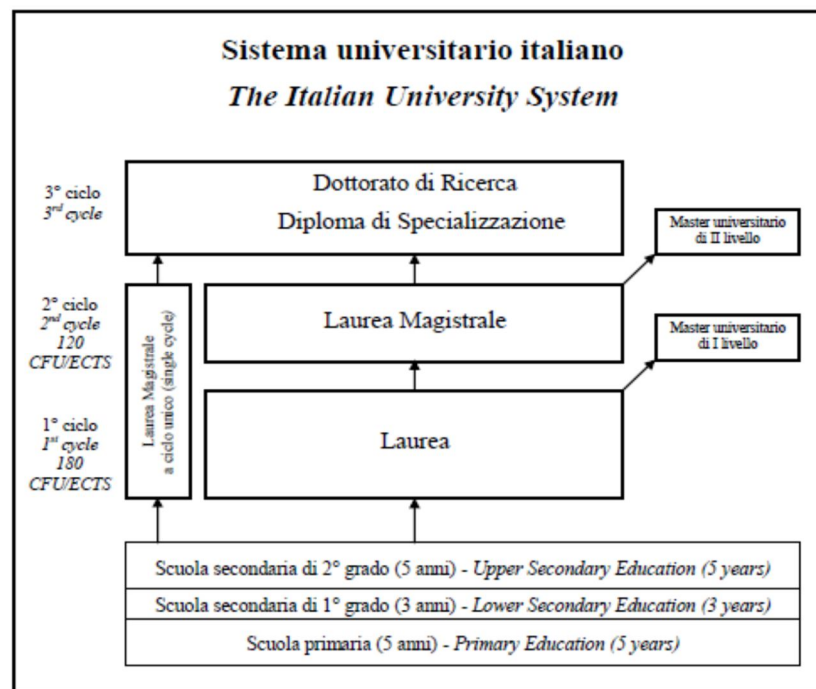 Sistema universitario italiano
The Italian University System
3° ciclo
3rd cycle
Dottorato di Ricerca
Diploma di Specializzazione
Master universitario
di II livello
2° ciclo
2nd cycle
120
CFU/ECTS
Laurea Magistrale
a ciclo unico (single cycle)
Laurea Magistrale
Master universitario
di I livello
1° ciclo
1st cycle
180
CFU/ECTS
Laurea
Scuola secondaria di 2° grado (5 anni) - Upper Secondary Education (5 years)
Scuola secondaria di 1° grado (3 anni) - Lower Secondary Education (3 years)
Scuola primaria (5 anni) - Primary Education (5 years)